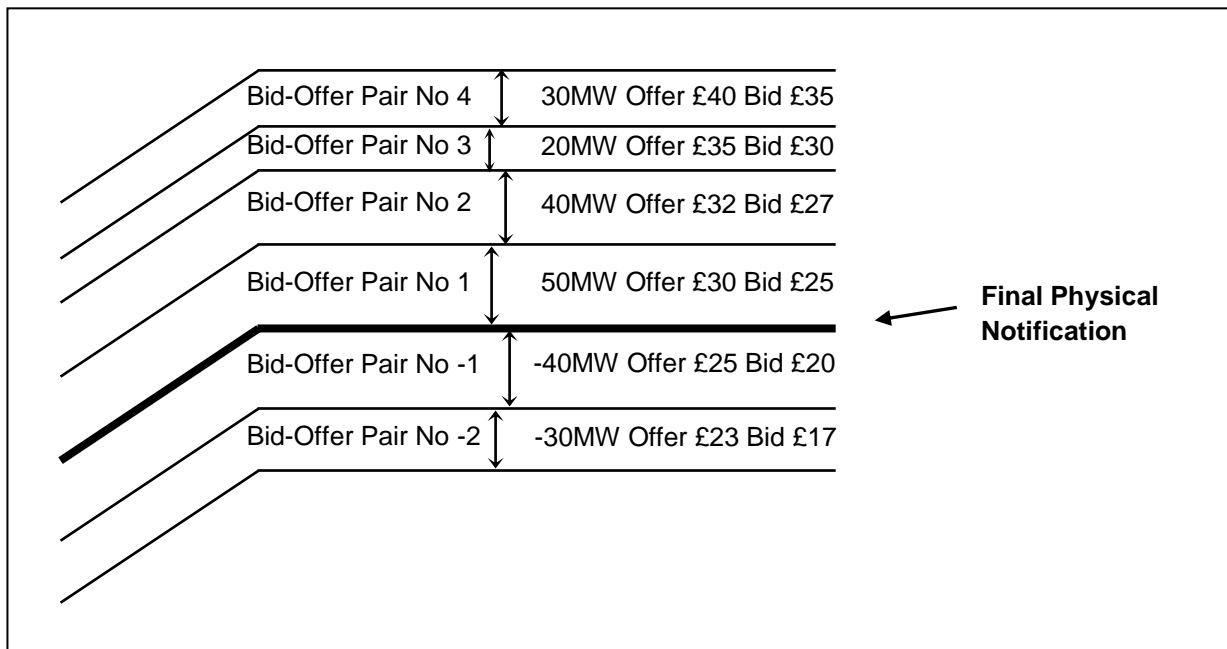 Bid-Offer Pair No 4 30MW Offer £40 Bid £35
Bid-Offer Pair No 3 20MW Offer £35 Bid £30
Bid-Offer Pair No 2 40MW Offer £32 Bid £27
Bid-Offer Pair No 1 50MW Offer £30 Bid £25
Final Physical
Notification
Bid-Offer Pair No -1 -40MW Offer £25 Bid £20
Bid-Offer Pair No -2 -30MW Offer £23 Bid £17